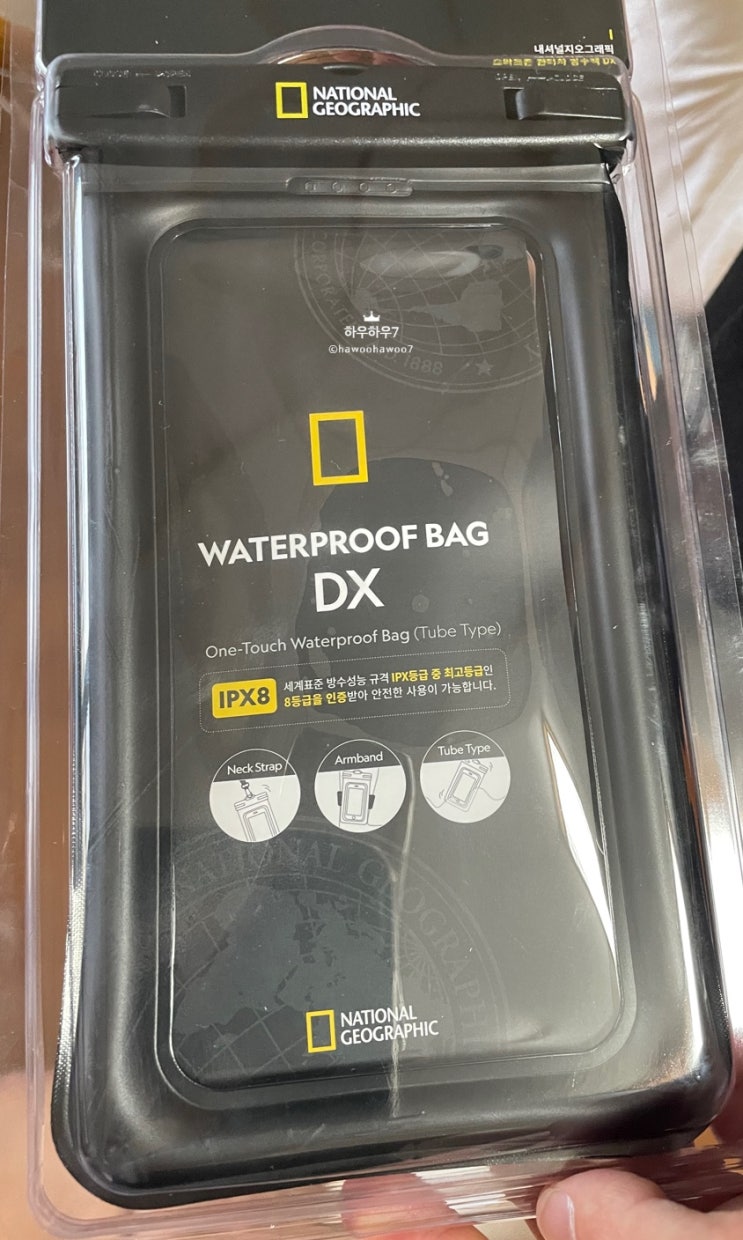 내셔널지오그래픽
NATIONAL
GEOGRAPHIC
하우하우7
©hawoohawoo7
1888
WATERPROOF BAG
DX
One-Touch Waterproof Bag (Tube Type)
IPX8
세계표준 방수성능 규격 IPX등급 중 최고등급인
8등급을 인증받아 안전한 사용이 가능합니다.
Neck Strap
Armband
Tube Type
NATIONAL GEOGRAPH
NATIONAL
GEOGRAPHIC